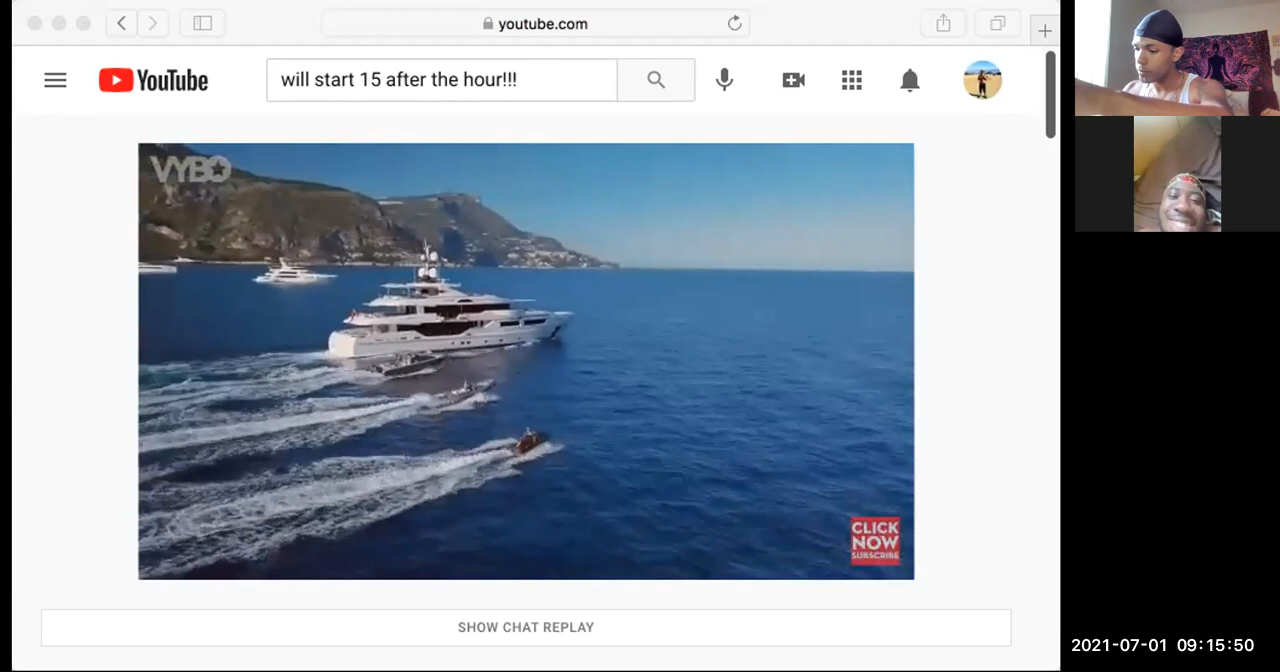 youtube.com
YouTube
will start 15 after the hour!!!
VYBO
CLICK
NOW
SUBSCRIBE
SHOW CHAT REPLAY
2021-07-01 09:15:50